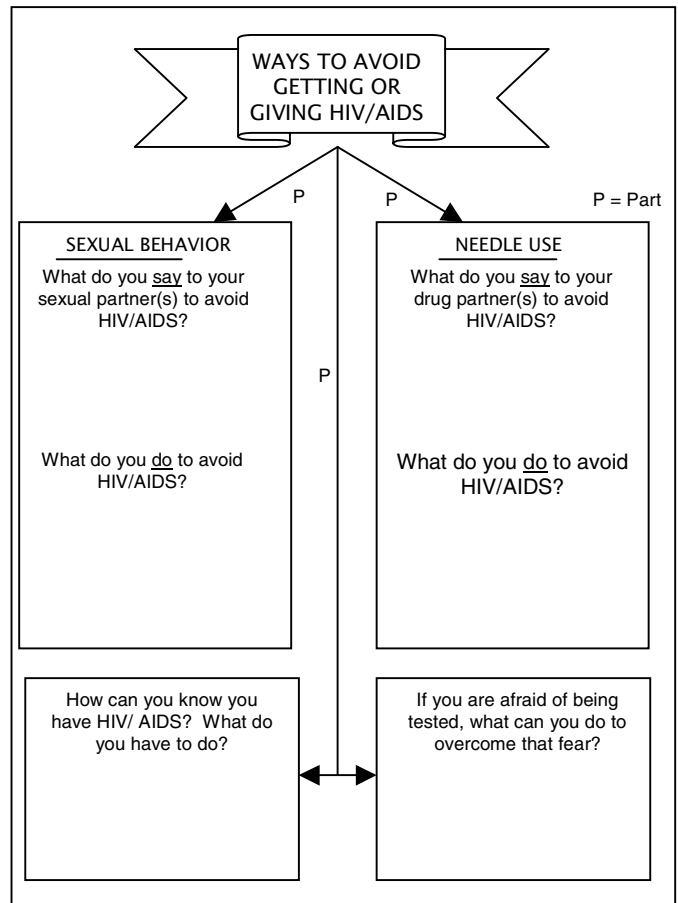 WAYS TO AVOID
GETTING OR
GIVING HIV/AIDS
P
P
P = Part
SEXUAL BEHAVIOR
What do you say to your
sexual partner(s) to avoid
HIV/AIDS?
What do you do to avoid
HIV/AIDS?
P
NEEDLE USE
What do you say to your
drug partner(s) to avoid
HIV/AIDS?
What do you do to avoid
HIV/AIDS?
How can you know you
have HIV/ AIDS?  What do
you have to do?
If you are afraid of being
tested, what can you do to
overcome that fear?